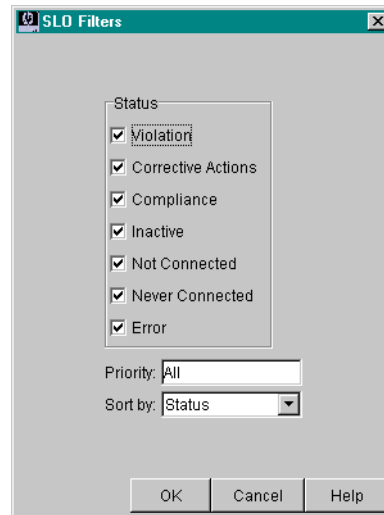 SLO Filters
Status
Violation
Corrective Actions
Compliance
Inactive
Not Connected
Never Connected
Error
Priority: All
Sort by: Status
OK Cancel Help